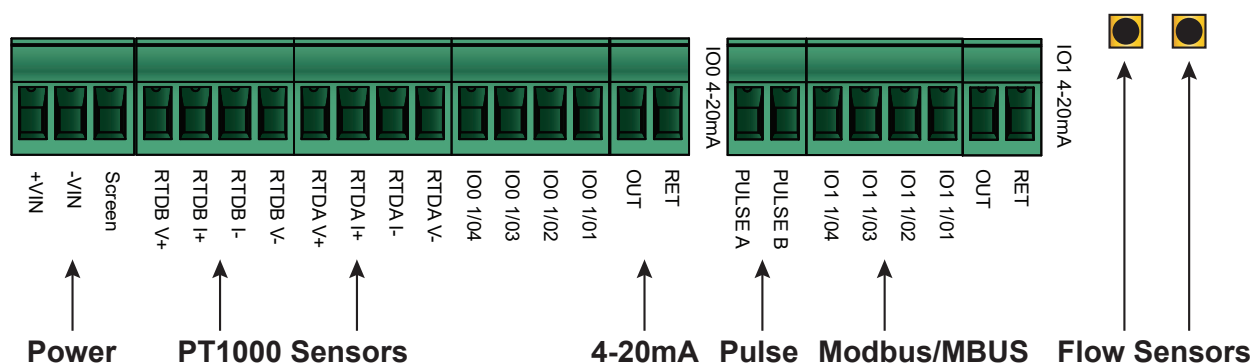 +VIN
-VIN
Screen
RTDB V+
RTDB I+
RTDB I-
RTDB V-
RTDA V+
RTDA I+
RTDA I-
RTDA V-
IO0 1/04
IO0 1/03
IO0 1/02
IO0 1/01
OUT
RET
IO0 4-20mA
PULSE A
PULSE B
IO1 1/04
IO1 1/03
IO1 1/02
IO1 1/01
OUT
RET
IO1 4-20mA
Power
PT1000 Sensors
4-20mA
Pulse
Modbus/MBUS
Flow Sensors